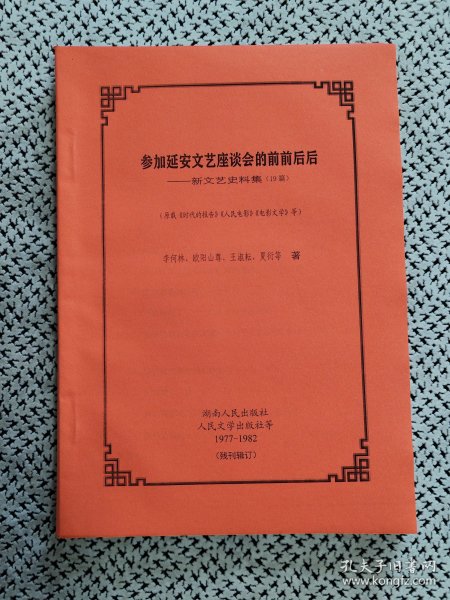 参加延安文艺座谈会的前前后后
——新文艺史料集（19篇）
（原载《时代的报告》《人民电影》《电影文学》等）
李何林、欧阳山尊、王淑耘、夏衍等 著
湖南人民出版社
人民文学出版社等
1977-1982
（残刊辑订）
孔夫子旧书网
www.kongfz.com